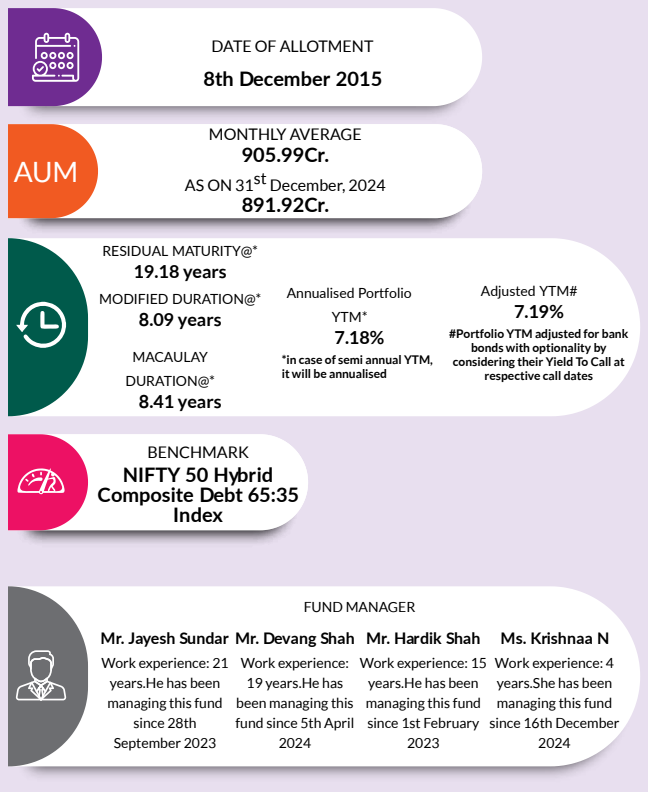 DATE OF ALLOTMENT
8th December 2015
AUM
MONTHLY AVERAGE
905.99Cr.
AS ON 31st December, 2024
891.92Cr.
RESIDUAL MATURITY@*
19.18 years
MODIFIED DURATION@*
8.09 years
MACAULAY
DURATION@*
8.41 years
Annualised Portfolio
YTM*
7.18%
*in case of semi annual YTM,
it will be annualised
Adjusted YTM#
7.19%
#Portfolio YTM adjusted for bank
bonds with optionality by
considering their Yield To Call at
respective call dates
BENCHMARK
NIFTY 50 Hybrid
Composite Debt 65:35
Index
FUND MANAGER
Mr. Jayesh Sundar
Work experience: 21
years.He has been
managing this fund
since 28th
September 2023
Mr. Devang Shah
Work experience:
19 years.He has
been managing this
fund since 5th April
2024
Mr. Hardik Shah
Work experience: 15
years.He has been
managing this fund
since 1st February
2023
Ms. Krishnaa N
Work experience: 4
years.She has been
managing this fund
since 16th December
2024